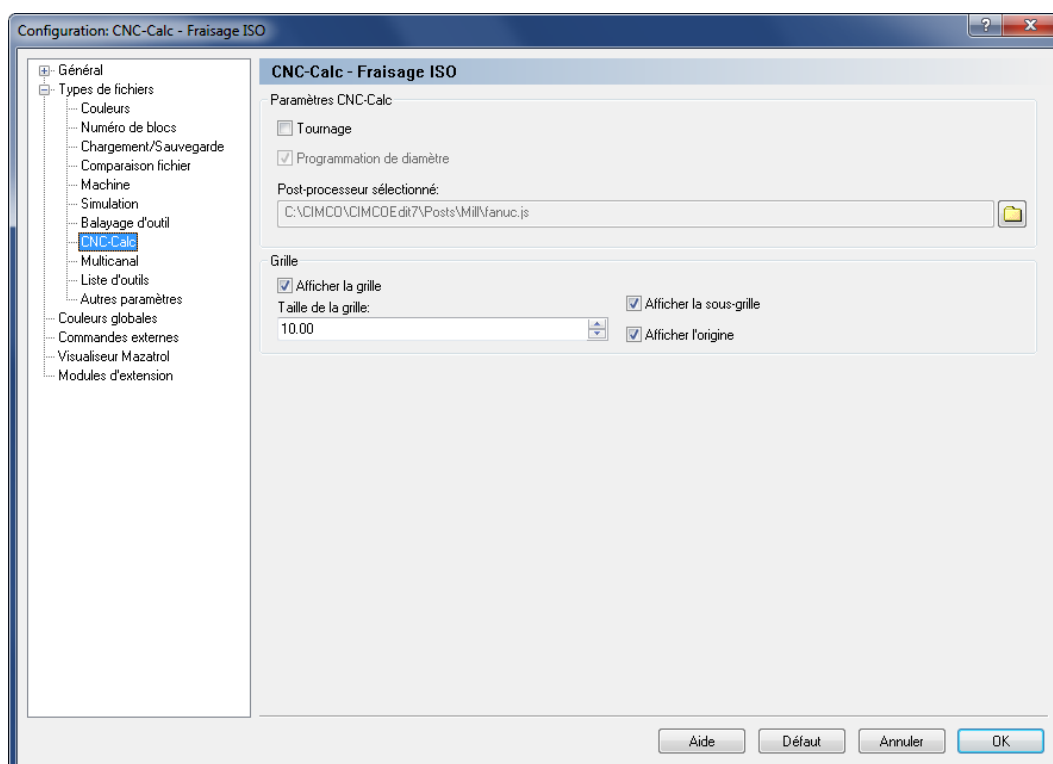 Configuration: CNC-Calc - Fraisage ISO
Général
Types de fichiers
Couleurs
Numéro de blocs
Chargement/Sauvegarde
Comparaison fichier
Machine
Simulation
Balayage d'outil
CNC-Calc
Multicanal
Liste d'outils
Autres paramètres
Couleurs globales
Commandes externes
Visualiseur Mazatrol
Modules d'extension
CNC-Calc - Fraisage ISO
Paramètres CNC-Calc
Tournage
Programmation de diamètre
Post-processeur sélectionné:
C:\CIMCO\CIMCOEdit7\Posts\Mill\fanuc.js
Grille
Afficher la grille
Taille de la grille:
10.00
Afficher la sous-grille
Afficher l'origine
Aide
Défaut
Annuler
OK